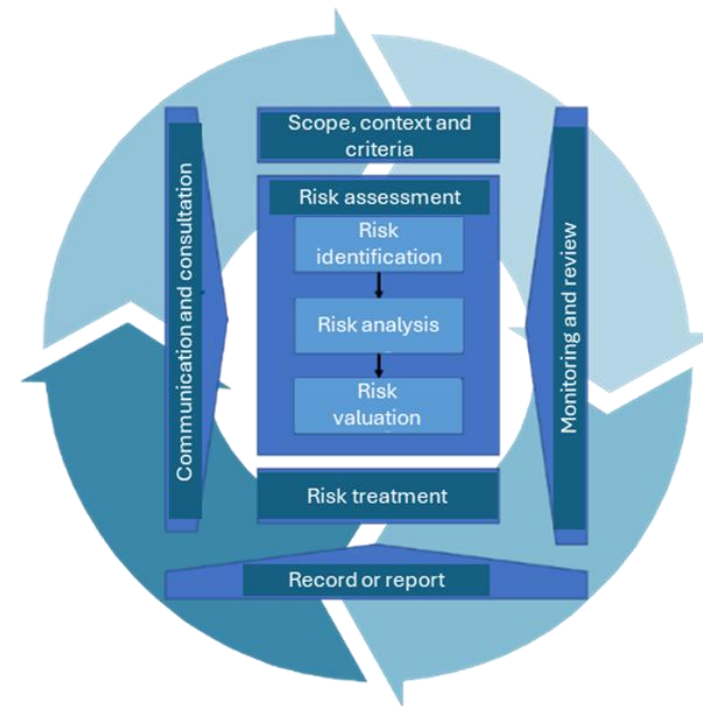 Scope, context and
criteria
Risk assessment
Risk
identification
Risk analysis
Risk
valuation
Risk treatment
Record or report
Communication and consultation
Monitoring and review